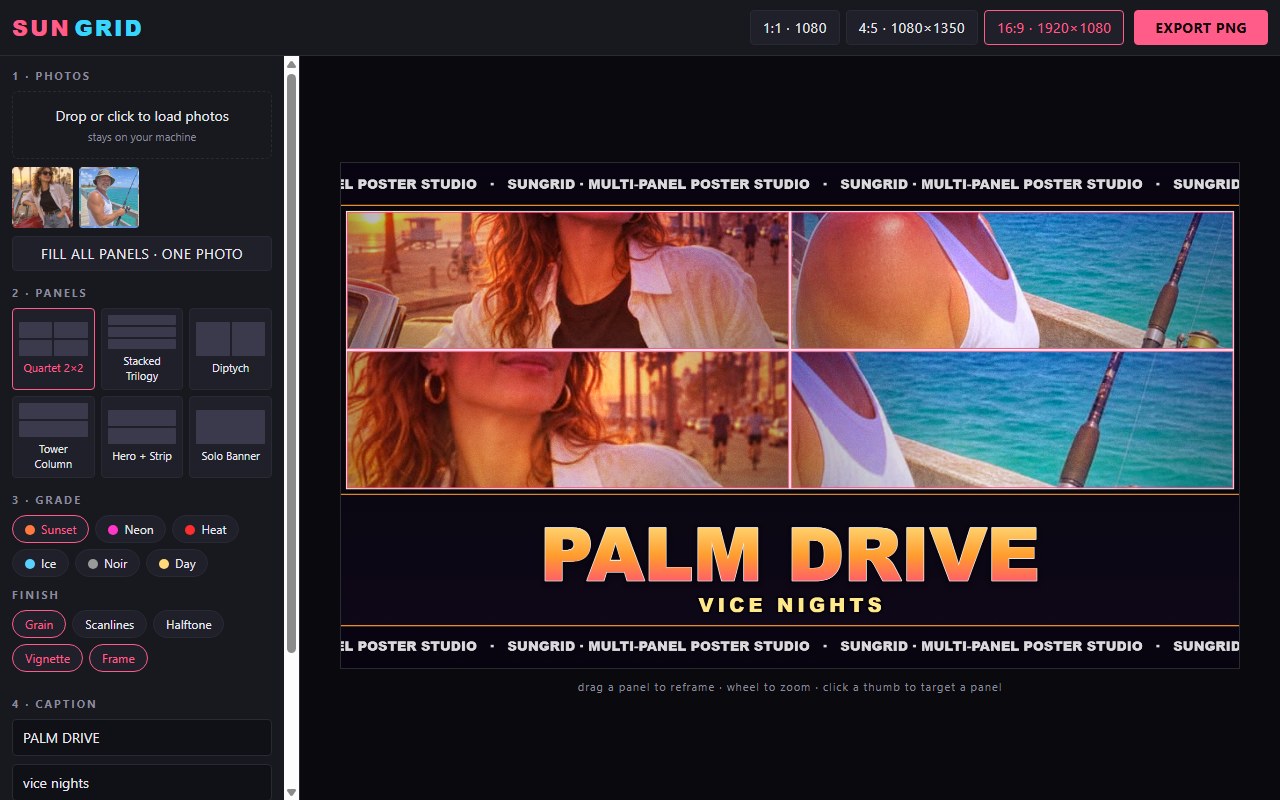 SUN GRID
1:1 · 1080
4:5 · 1080×1350
16:9 · 1920×1080
EXPORT PNG
1 · PHOTOS
Drop or click to load photos
stays on your machine
FILL ALL PANELS · ONE PHOTO
2 · PANELS
Quartet 2×2
Stacked
Trilogy
Diptych
Tower
Column
Hero + Strip
Solo Banner
3 · GRADE
Sunset
Neon
Heat
Ice
Noir
Day
FINISH
Grain
Scanlines
Halftone
Vignette
Frame
4 · CAPTION
PALM DRIVE
vice nights
EL POSTER STUDIO · SUNGRID · MULTI-PANEL POSTER STUDIO · SUNGRID · MULTI-PANEL POSTER STUDIO · SUNGRID
PALM DRIVE
VICE NIGHTS
EL POSTER STUDIO · SUNGRID · MULTI-PANEL POSTER STUDIO · SUNGRID · MULTI-PANEL POSTER STUDIO · SUNGRID
drag a panel to reframe · wheel to zoom · click a thumb to target a panel